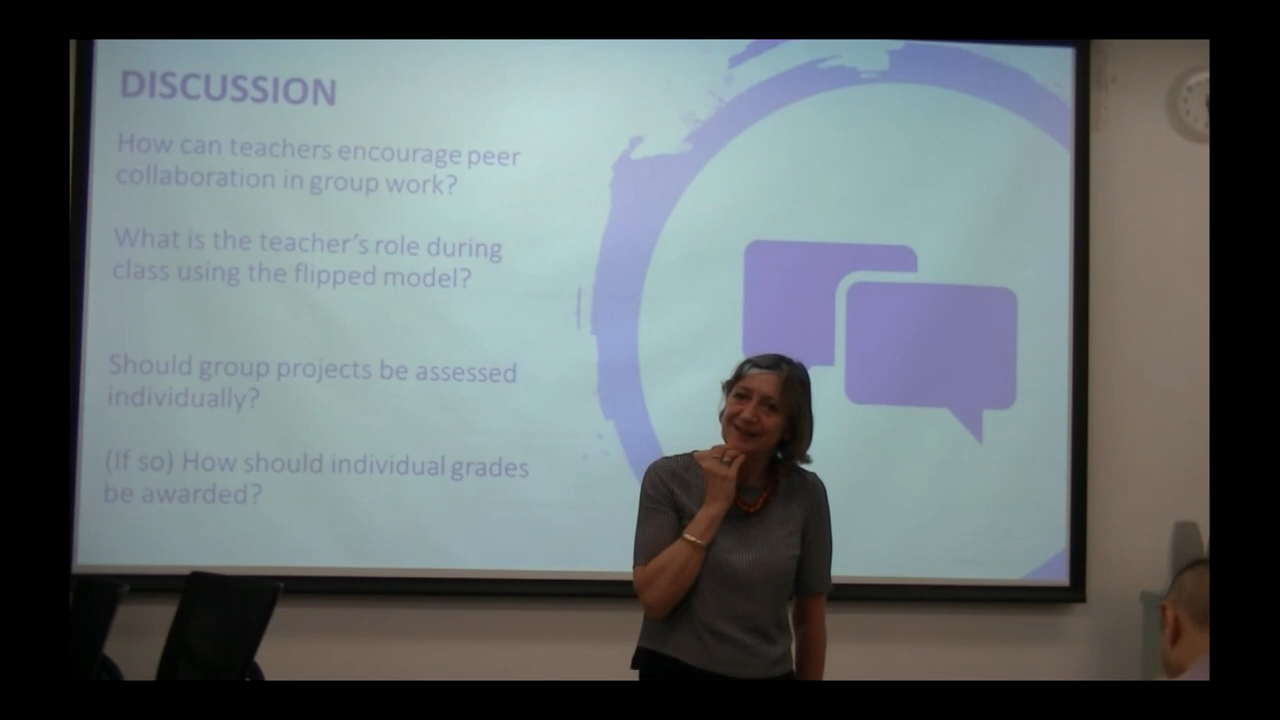 DISCUSSION
How can teachers encourage peer
collaboration in group work?
What is the teacher's role during
class using the flipped model?
Should group projects be assessed
individually?
(If so) How should individual grades
be awarded?